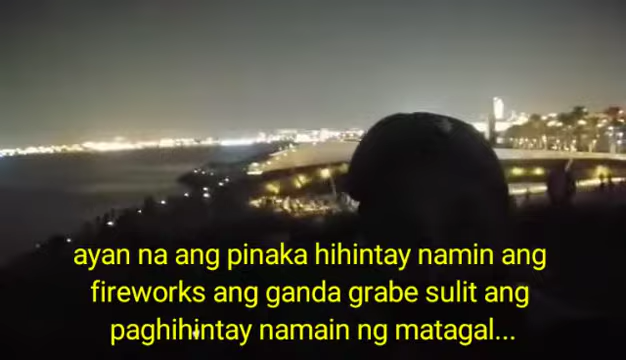 ayan na ang pinaka hihintay namin ang
fireworks ang ganda grabe sulit ang
paghihintay namain ng matagal...